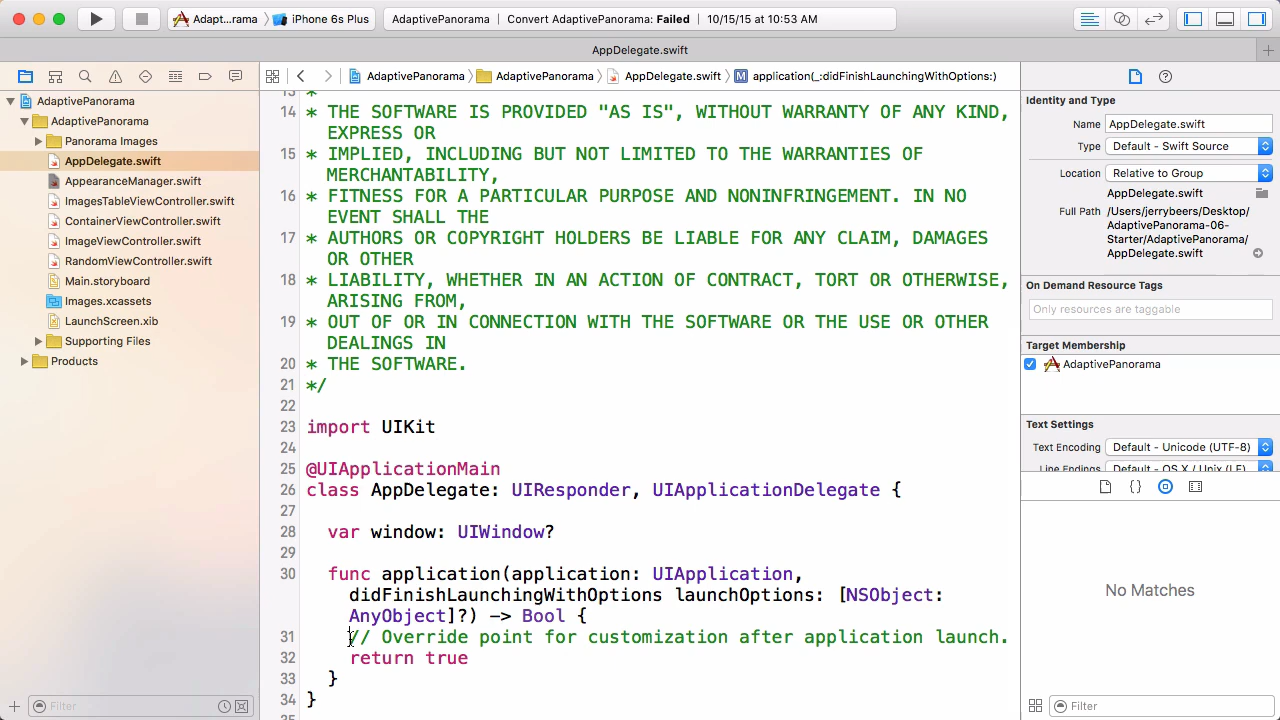 Adapt...rama
iPhone 6s Plus
AdaptivePanorama
Convert AdaptivePanorama: Failed
10/15/15 at 10:53 AM
AppDelegate.swift
AdaptivePanorama
AdaptivePanorama
AppDelegate.swift
application(_:didFinishLaunchingWithOptions:)
AdaptivePanorama
AdaptivePanorama
Panorama Images
AppDelegate.swift
AppearanceManager.swift
ImagesTableViewController.swift
ContainerViewController.swift
ImageViewController.swift
RandomViewController.swift
Main.storyboard
Images.xcassets
LaunchScreen.xib
Supporting Files
Products
Filter
13 *
14 * THE SOFTWARE IS PROVIDED "AS IS", WITHOUT WARRANTY OF ANY KIND,
EXPRESS OR
15 * IMPLIED, INCLUDING BUT NOT LIMITED TO THE WARRANTIES OF
MERCHANTABILITY,
16 * FITNESS FOR A PARTICULAR PURPOSE AND NONINFRINGEMENT. IN NO
EVENT SHALL THE
17 * AUTHORS OR COPYRIGHT HOLDERS BE LIABLE FOR ANY CLAIM, DAMAGES
OR OTHER
18 * LIABILITY, WHETHER IN AN ACTION OF CONTRACT, TORT OR OTHERWISE,
ARISING FROM,
19 * OUT OF OR IN CONNECTION WITH THE SOFTWARE OR THE USE OR OTHER
DEALINGS IN
20 * THE SOFTWARE.
21 */
22
23 import UIKit
24
25 @UIApplicationMain
26 class AppDelegate: UIResponder, UIApplicationDelegate {
27
28 var window: UIWindow?
29
30 func application(application: UIApplication,
didFinishLaunchingWithOptions launchOptions: [NSObject:
AnyObject]?) -> Bool {
31 // Override point for customization after application launch.
32 return true
33 }
34 }
35
Identity and Type
Name AppDelegate.swift
Type Default - Swift Source
Location Relative to Group
AppDelegate.swift
Full Path /Users/jerrybeers/Desktop/
AdaptivePanorama-06-
Starter/AdaptivePanorama/
AppDelegate.swift
On Demand Resource Tags
Only resources are taggable
Target Membership
AdaptivePanorama
Text Settings
Text Encoding Default - Unicode (UTF-8)
Line Endings Default - OS X / Unix (LF)
No Matches
Filter